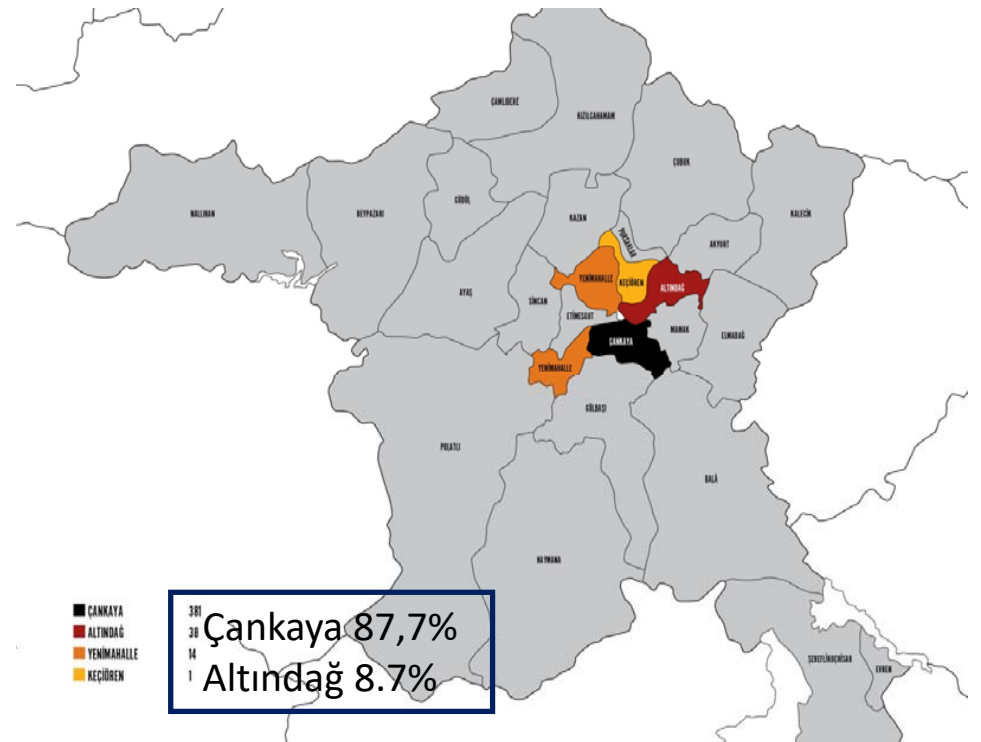 ÇAMLIDERE
KIZILCAHAMAM
ÇUBUK
NALLIHAN
BEYPAZARI
GÜDÜL
KAZAN
PURSAKLAR
AKYURT
KALECİK
AYAŞ
SİNCAN
YENİMAHALLE
KEÇİÖREN
ALTINDAĞ
ETİMESGUT
ÇANKAYA
MAMAK
ELMADAĞ
YENİMAHALLE
GÖLBAŞI
POLATLI
BALÂ
HAYMANA
ŞEREFLİKOÇHİSAR
EVREN
ÇANKAYA 381
ALTINDAĞ 38
YENİMAHALLE 14
KEÇİÖREN 1
Çankaya 87,7%
Altındağ 8.7%